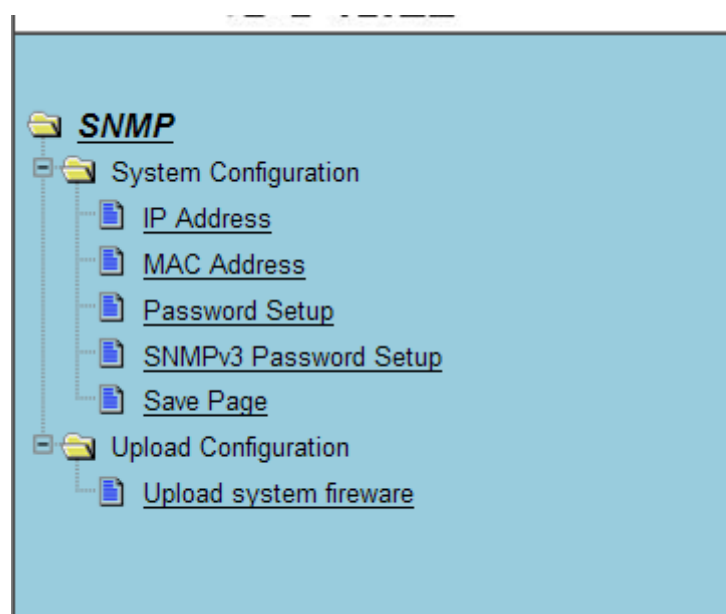 SNMP
System Configuration
IP Address
MAC Address
Password Setup
SNMPv3 Password Setup
Save Page
Upload Configuration
Upload system fireware